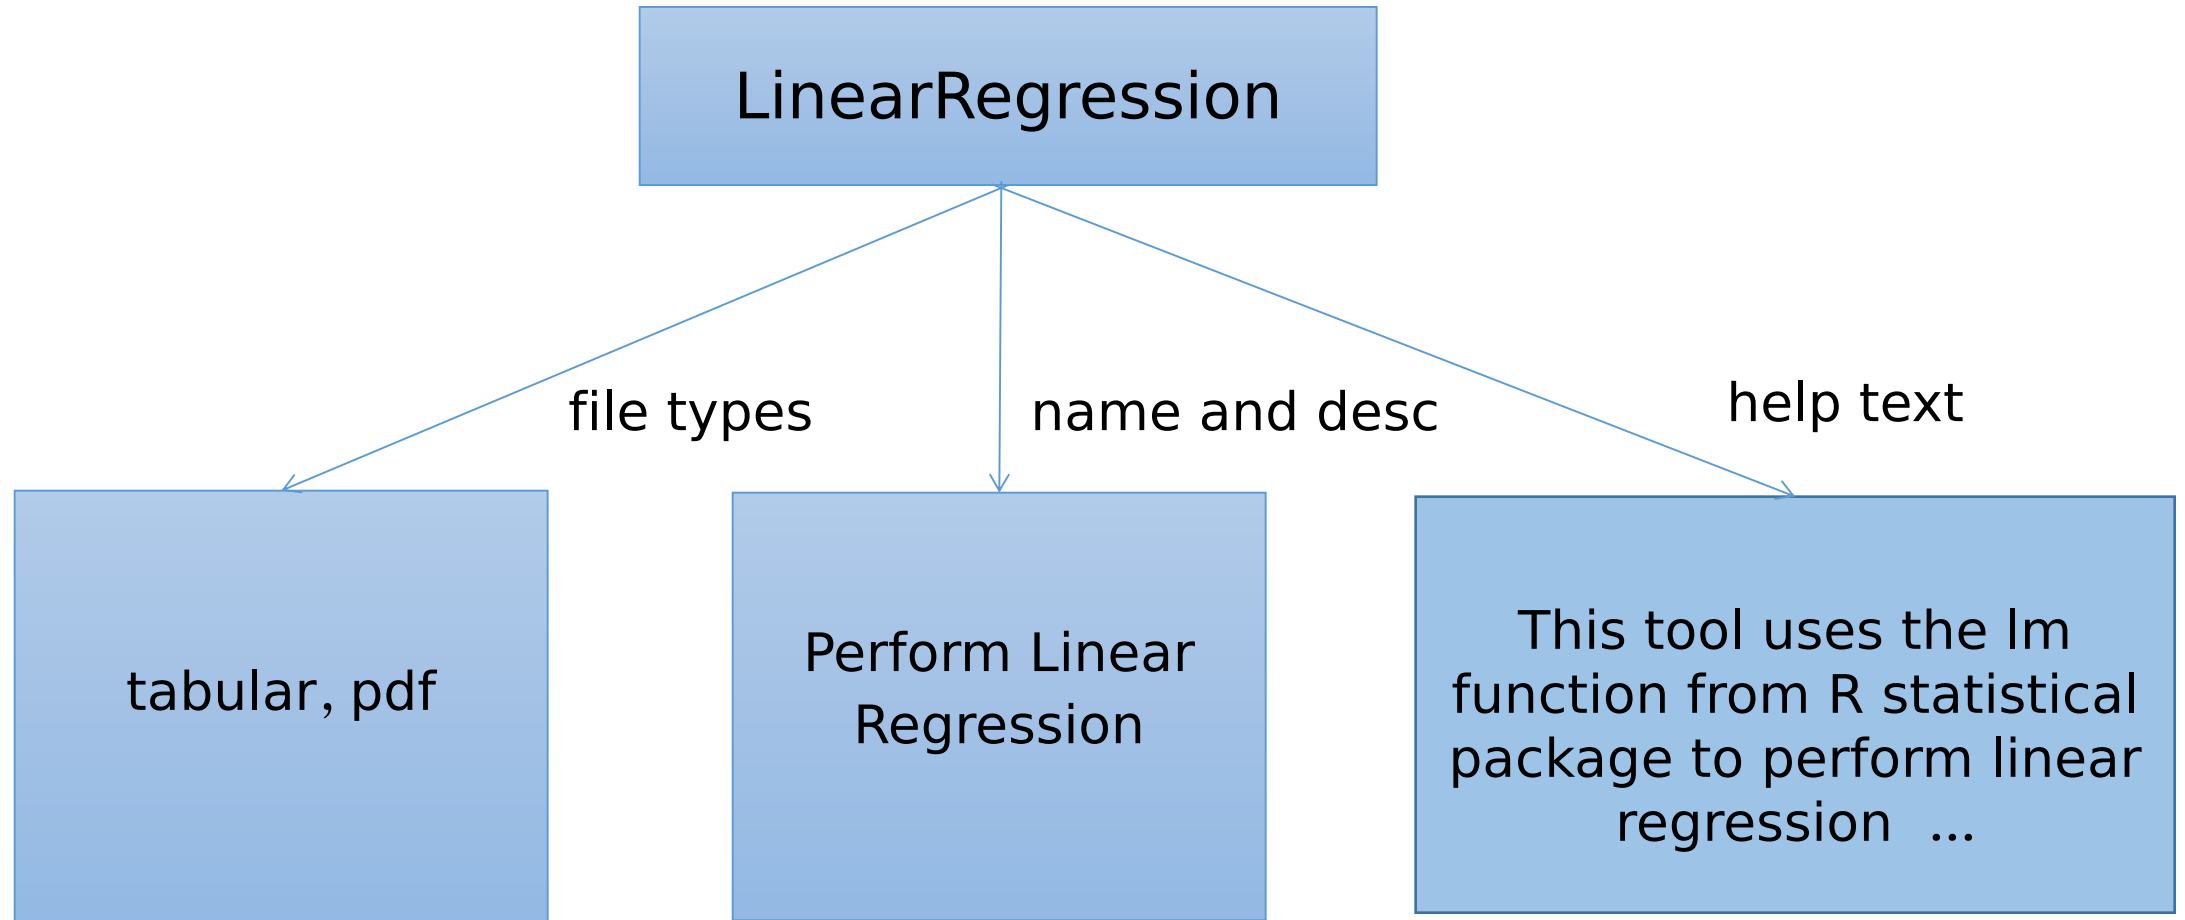 LinearRegression
file types
name and desc
help text
tabular, pdf
Perform Linear
Regression
This tool uses the lm
function from R statistical
package to perform linear
regression  ...